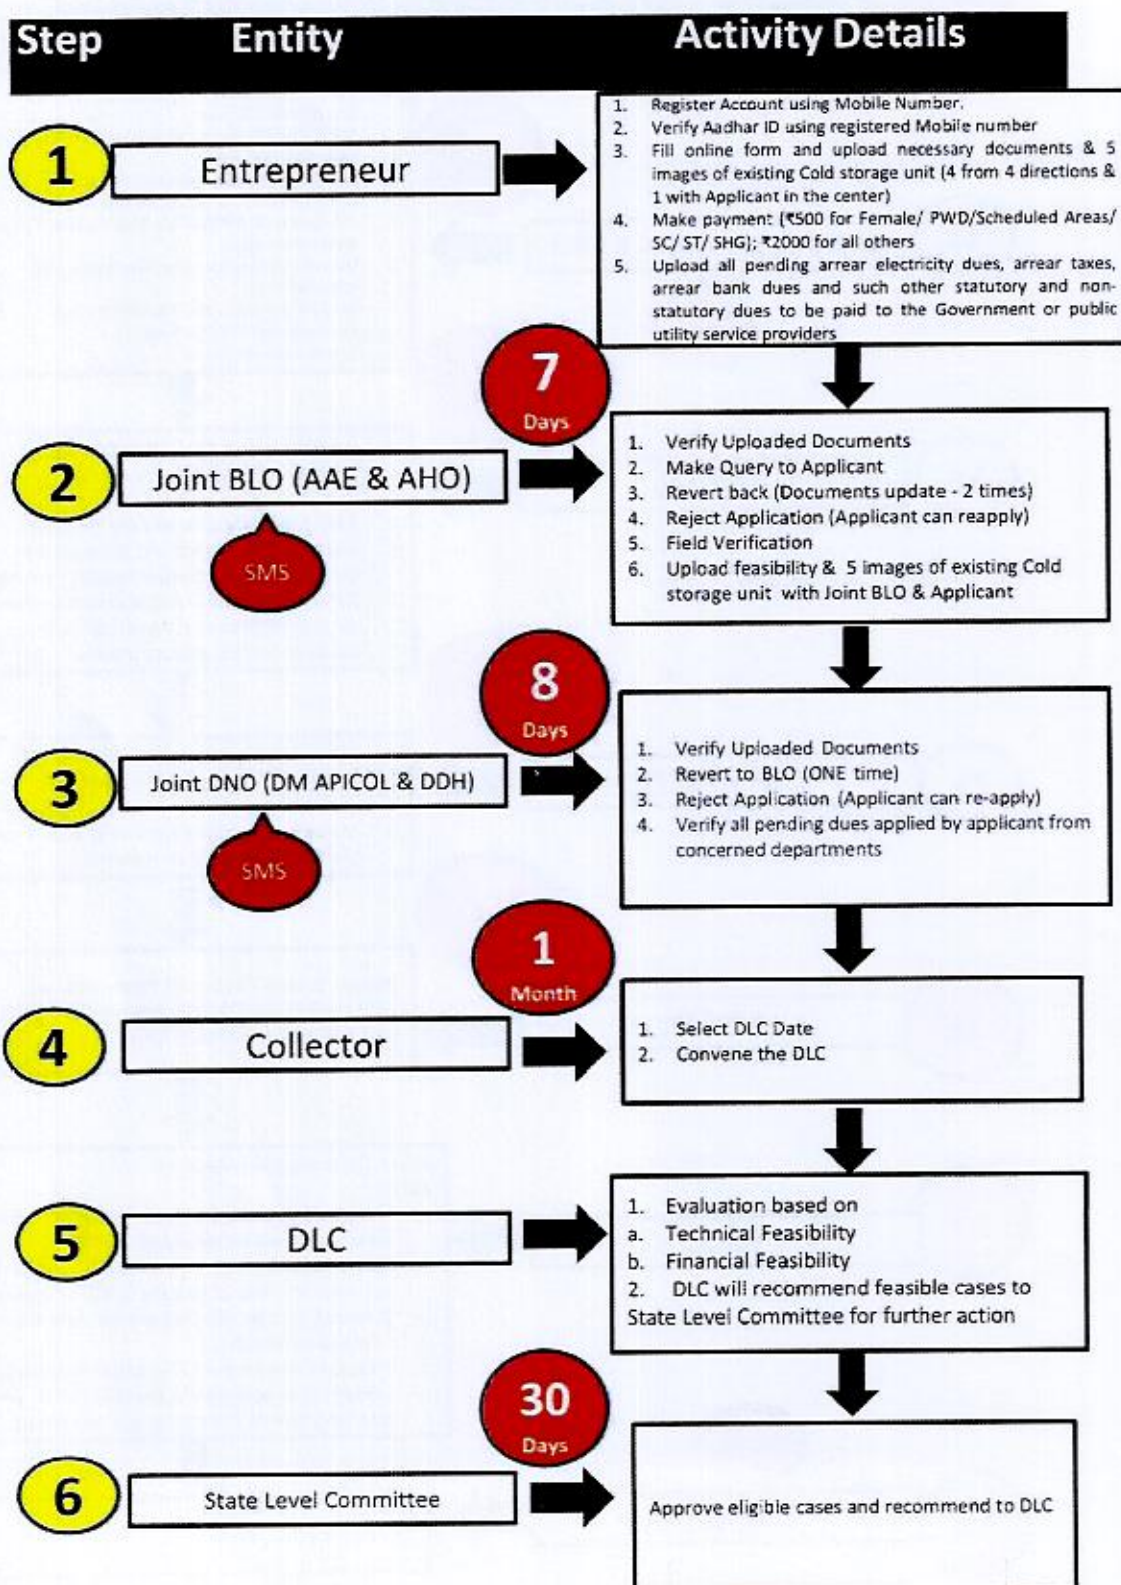 Step Entity Activity Details
1
Entrepreneur
1. Register Account using Mobile Number.
2. Verify Aadhar ID using registered Mobile number
3. Fill online form and upload necessary documents & 5
images of existing Cold storage unit (4 from 4 directions &
1 with Applicant in the center)
4. Make payment (₹500 for Female/ PWD/Scheduled Areas/
SC/ ST/ SHG); ₹2000 for all others
5. Upload all pending arrear electricity dues, arrear taxes,
arrear bank dues and such other statutory and non-
statutory dues to be paid to the Government or public
utility service providers
7
Days
2
Joint BLO (AAE & AHO)
SMS
1. Verify Uploaded Documents
2. Make Query to Applicant
3. Revert back (Documents update - 2 times)
4. Reject Application (Applicant can reapply)
5. Field Verification
6. Upload feasibility & 5 images of existing Cold
storage unit with Joint BLO & Applicant
8
Days
3
Joint DNO (DM APICOL & DDH)
SMS
1. Verify Uploaded Documents
2. Revert to BLO (ONE time)
3. Reject Application (Applicant can re-apply)
4. Verify all pending dues applied by applicant from
concerned departments
1
Month
4
Collector
1. Select DLC Date
2. Convene the DLC
5
DLC
1. Evaluation based on
a. Technical Feasibility
b. Financial Feasibility
2. DLC will recommend feasible cases to
State Level Committee for further action
30
Days
6
State Level Committee
Approve eligible cases and recommend to DLC